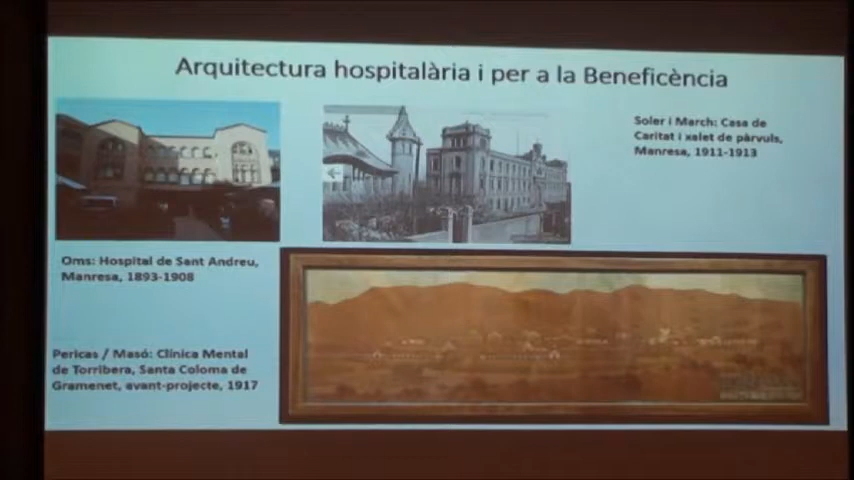 Arquitectura hospitalària i per a la Beneficència
Soler i March: Casa de
Caritat i xalet de pàrvuls,
Manresa, 1911-1913
Oms: Hospital de Sant Andreu,
Manresa, 1893-1908
Pericas / Masó: Clínica Mental
de Torribera, Santa Coloma de
Gramenet, avant-projecte, 1917